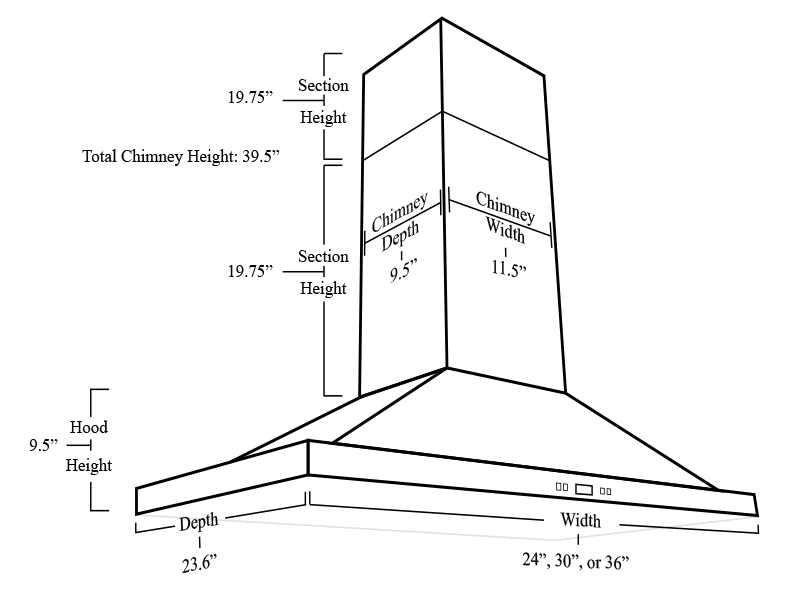 Section
19.75”
Height
Total Chimney Height: 39.5”
Chimney
Depth
9.5”
Chimney
Width
11.5”
Section
19.75”
Height
Hood
9.5”
Height
Depth
23.6”
Width
24”, 30”, or 36”